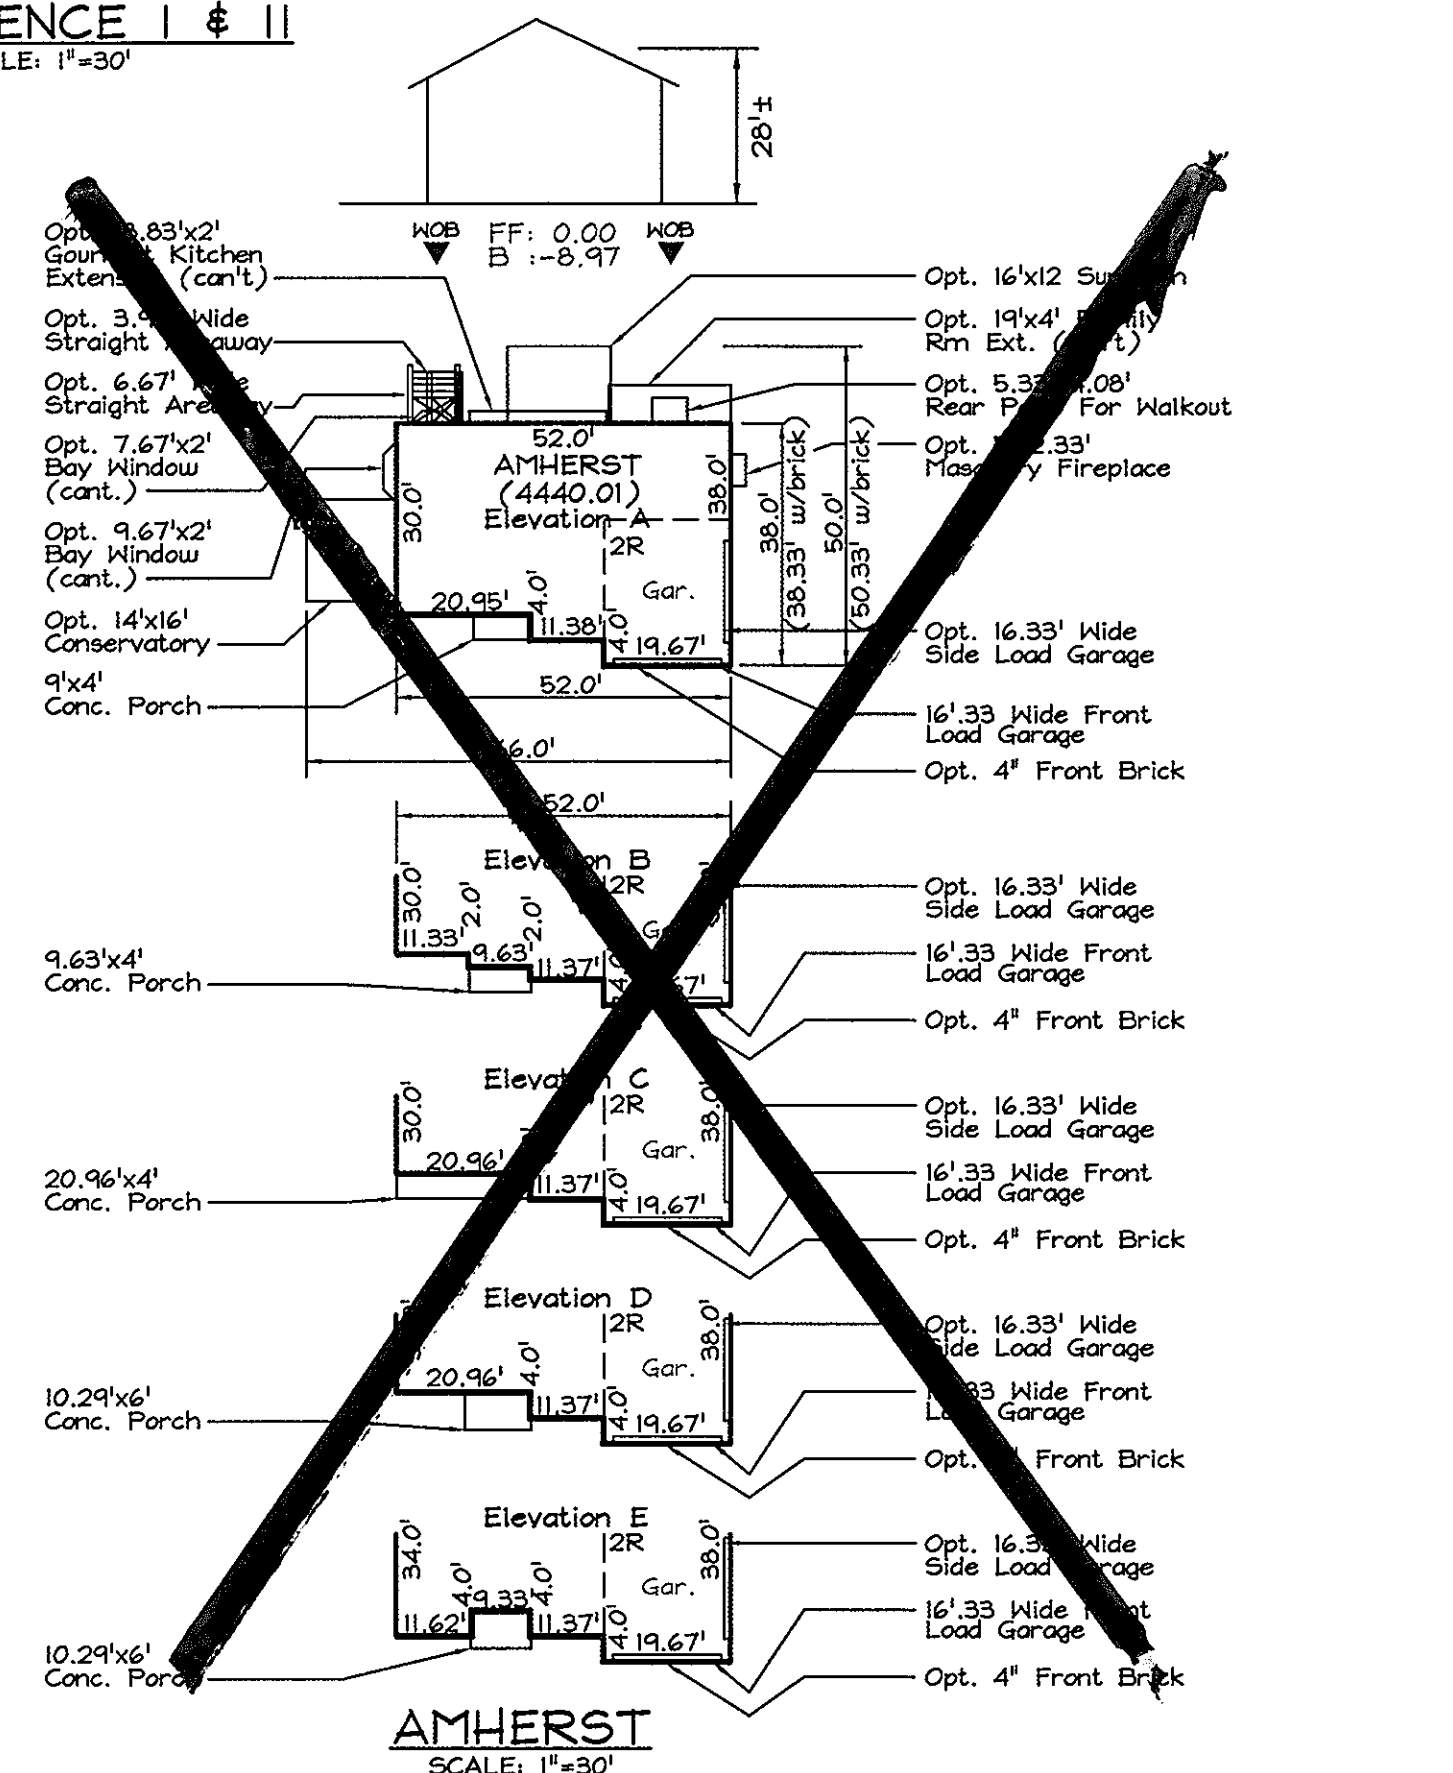 ENCE I & II
LE: 1"=30'
28'±
WOB
FF: 0.00
B :-8.97
WOB
Opt. .83'x2'
Kitchen
(can't)
Opt. 3. Wide
Straight
Opt. 6.67'
Straight
Opt. 7.67'x2'
Bay Window
(cant.)
Opt. 9.67'x2'
Bay Window
(cant.)
Opt. 14'x16'
Conservatory
9'x4'
Conc. Porch
52.0'
AMHERST
(4440.01)
Elevation A
30.0'
38.0'
2R
Gar.
20.95'
4.0'
11.38'
4.0'
19.67'
52.0'
6.0'
38.0'
(38.33' w/brick)
50.0'
(50.33' w/brick)
Opt. 16'x12
Opt. 19'x4'
Rm Ext.
Opt. 5.33 .08'
Rear For Walkout
Opt. 2.33'
Fireplace
Opt. 16.33' Wide
Side Load Garage
16'.33 Wide Front
Load Garage
Opt. 4" Front Brick
52.0'
Elevation B
30.0'
2R
2.0'
2.0'
11.33'
9.63'
11.37'
9.63'x4'
Conc. Porch
Opt. 16.33' Wide
Side Load Garage
16'.33 Wide Front
Load Garage
Opt. 4" Front Brick
Elevation C
30.0'
2R
38.0'
Gar.
20.96'
11.37'
4.0'
19.67'
20.96'x4'
Conc. Porch
Opt. 16.33' Wide
Side Load Garage
16'.33 Wide Front
Load Garage
Opt. 4" Front Brick
Elevation D
2R
38.0'
Gar.
20.96'
4.0'
11.37'
4.0'
19.67'
10.29'x6'
Conc. Porch
Opt. 16.33' Wide
Side Load Garage
.33 Wide Front
Garage
Opt. Front Brick
Elevation E
34.0'
2R
38.0'
Gar.
4.0'
9.33'
4.0'
11.62'
11.37'
4.0'
19.67'
10.29'x6'
Conc. Porch
Opt. 16.33' Wide
Side Load
16'.33 Wide
Load Garage
Opt. 4" Front Brick
AMHERST
SCALE: 1"=30'